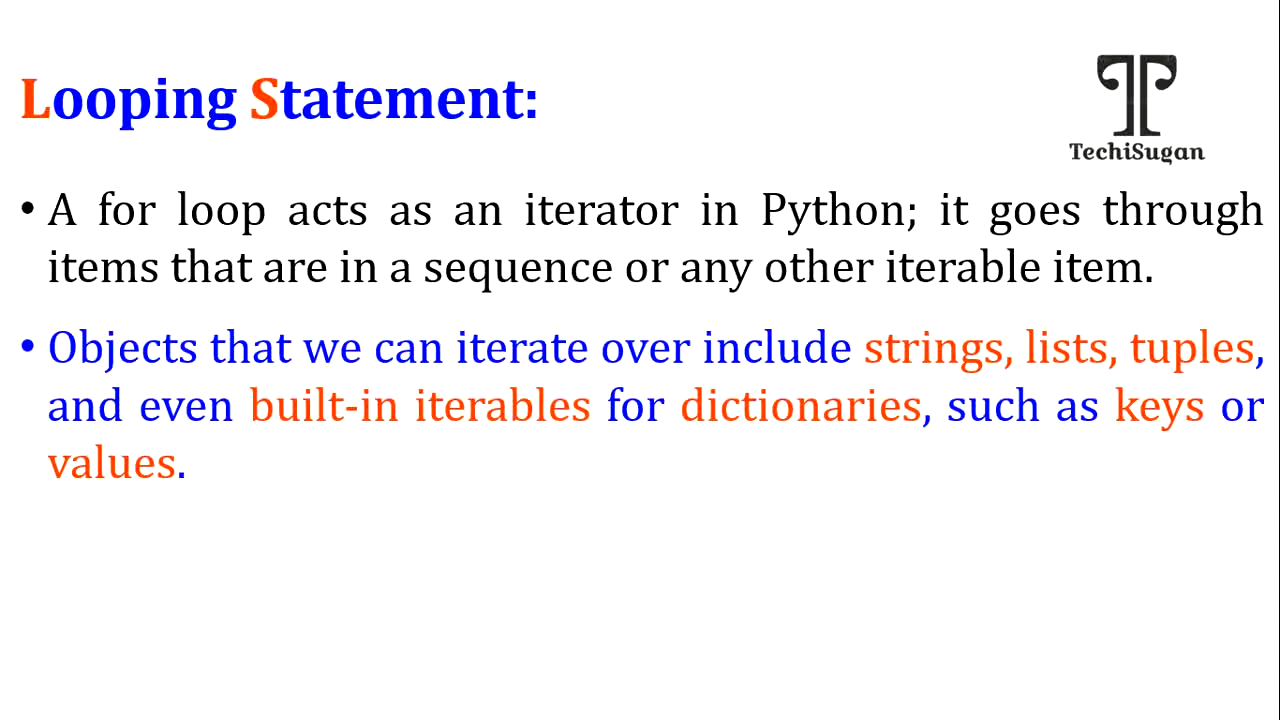 Looping Statement:
TechiSugan
• A for loop acts as an iterator in Python; it goes through
items that are in a sequence or any other iterable item.
• Objects that we can iterate over include strings, lists, tuples,
and even built-in iterables for dictionaries, such as keys or
values.